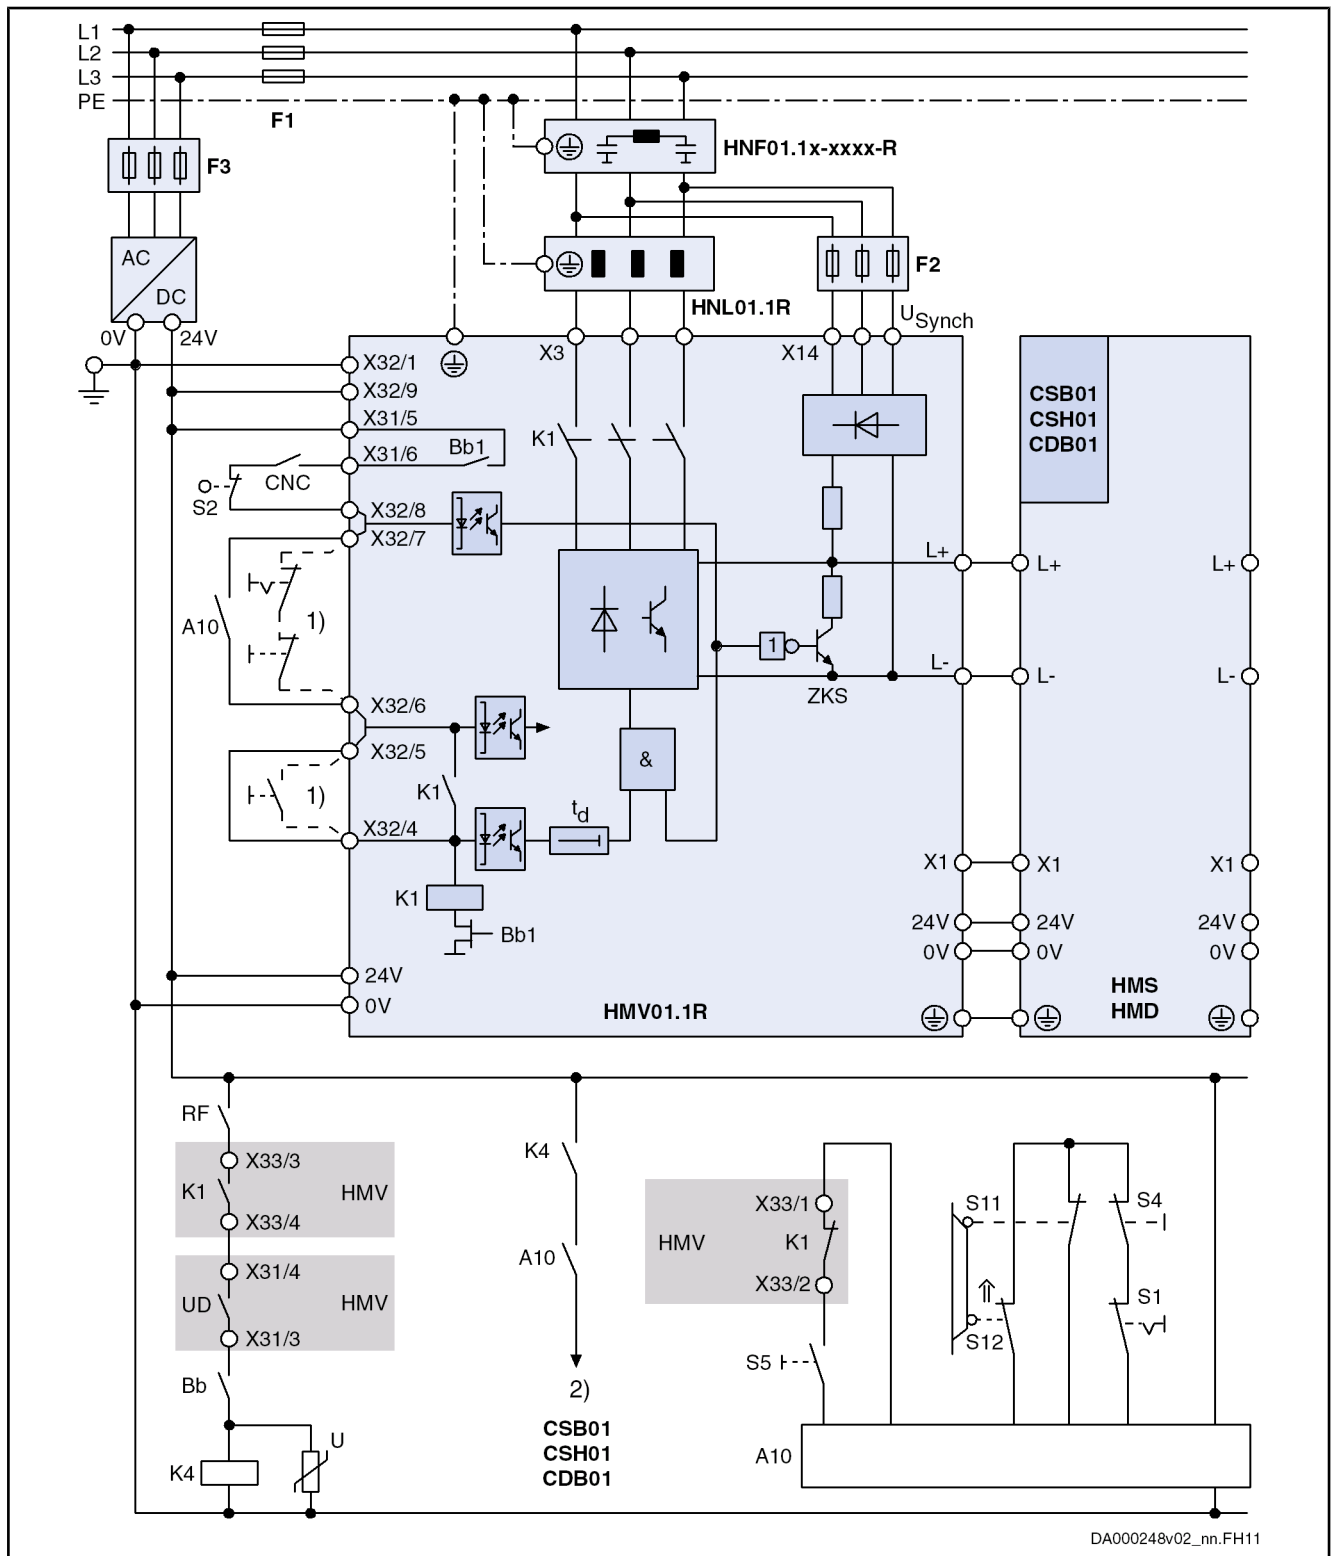 L1
L2
L3
PE
F1
HNF01.1x-xxxx-R
F3
AC
DC
F2
HNL01.1R
0V
24V
USynch
X3
X14
X32/1
X32/9
X31/5
X31/6
Bb1
K1
CNC
S2
X32/8
X32/7
CSB01
CSH01
CDB01
L+
L+
L+
A10
1)
1
L-
L-
L-
ZKS
X32/6
X32/5
&
K1
1)
td
X32/4
X1
X1
X1
K1
Bb1
24V
24V
24V
0V
0V
0V
24V
0V
HMV01.1R
HMS
HMD
RF
X33/3
K1
HMV
X33/4
X31/4
UD
HMV
X31/3
Bb
U
K4
K4
A10
2)
CSB01
CSH01
CDB01
X33/1
HMV
K1
X33/2
S5
S11
S4
S12
S1
A10
DA000248v02_nn.FH11